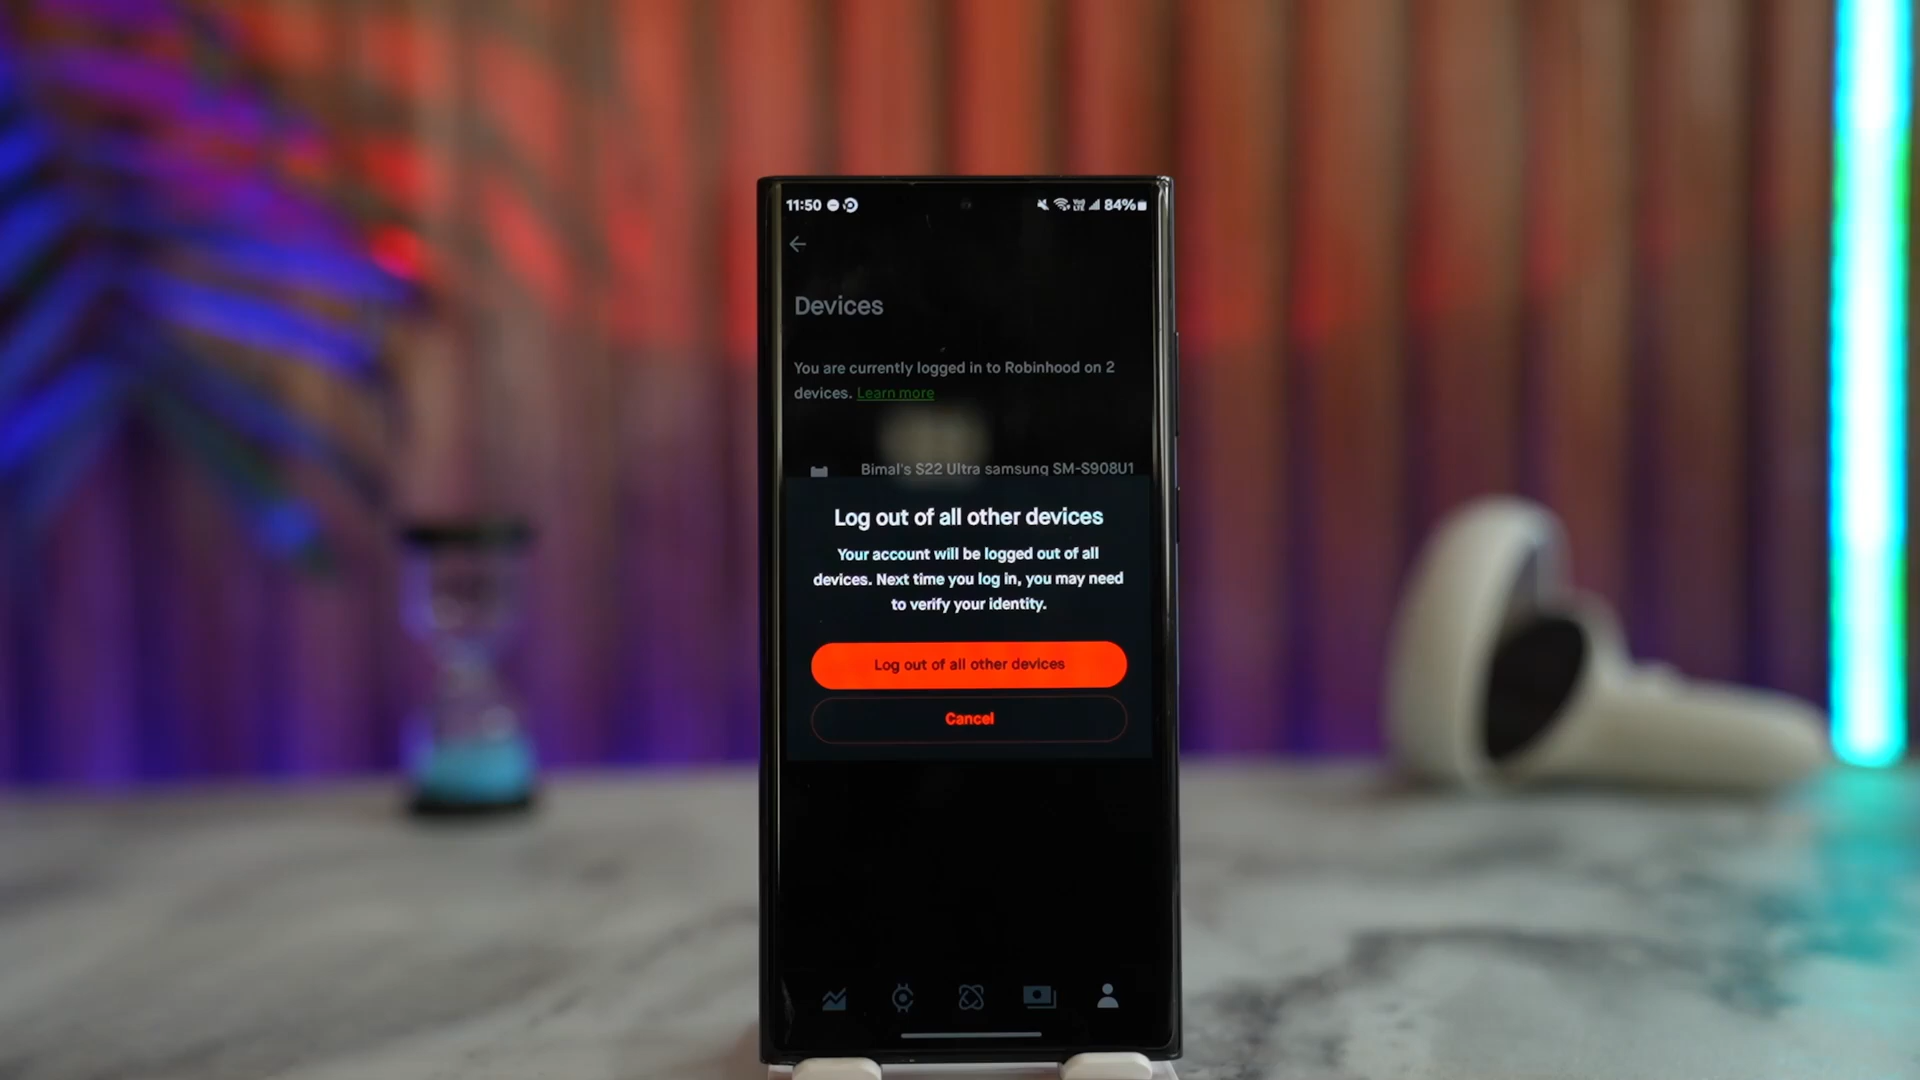 11:50 84%
Devices
You are currently logged in to Robinhood on 2
devices. Learn more
Bimal's S22 Ultra samsung SM-S908U1
Log out of all other devices
Your account will be logged out of all
devices. Next time you log in, you may need
to verify your identity.
Log out of all other devices
Cancel